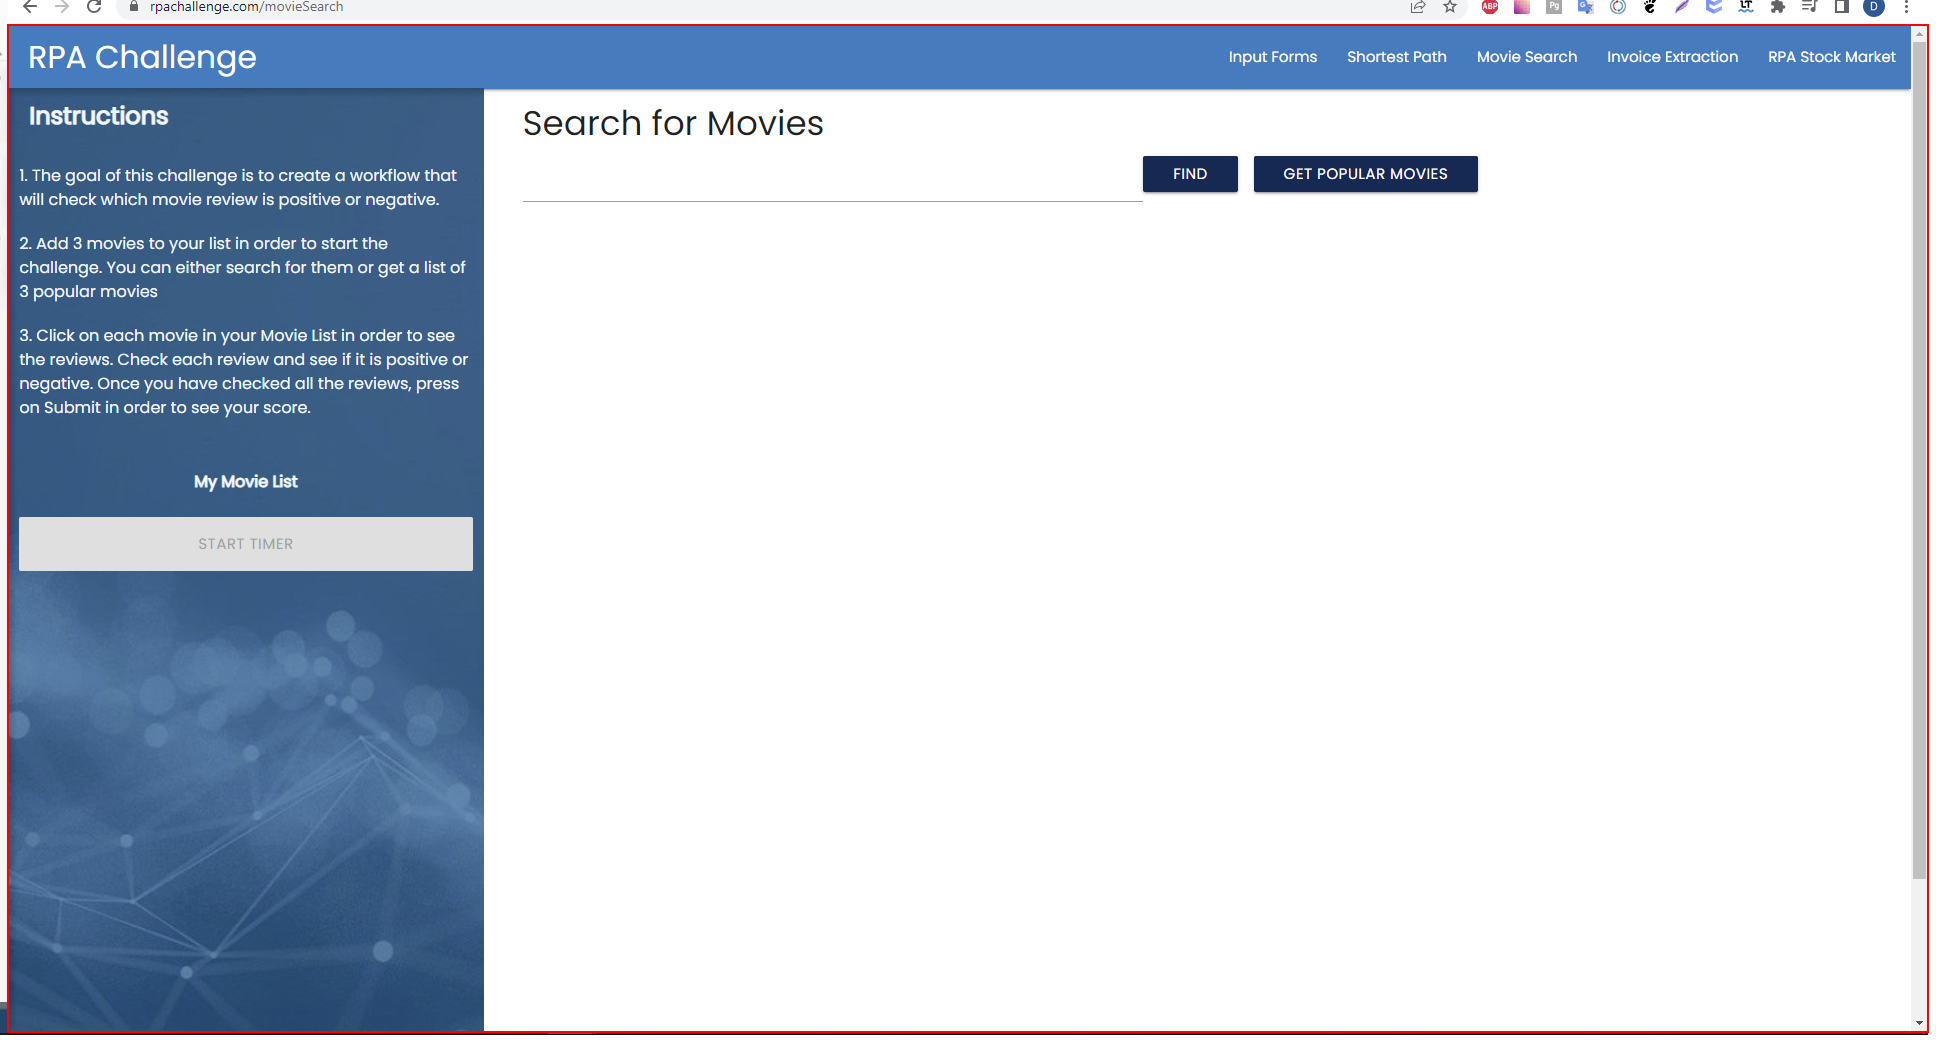 rpachallenge.com/movieSearch
ABP
Pg
LT
D
RPA Challenge
Input Forms
Shortest Path
Movie Search
Invoice Extraction
RPA Stock Market
Instructions
1. The goal of this challenge is to create a workflow that
will check which movie review is positive or negative.
2. Add 3 movies to your list in order to start the
challenge. You can either search for them or get a list of
3 popular movies
3. Click on each movie in your Movie List in order to see
the reviews. Check each review and see if it is positive or
negative. Once you have checked all the reviews, press
on Submit in order to see your score.
My Movie List
START TIMER
Search for Movies
FIND
GET POPULAR MOVIES